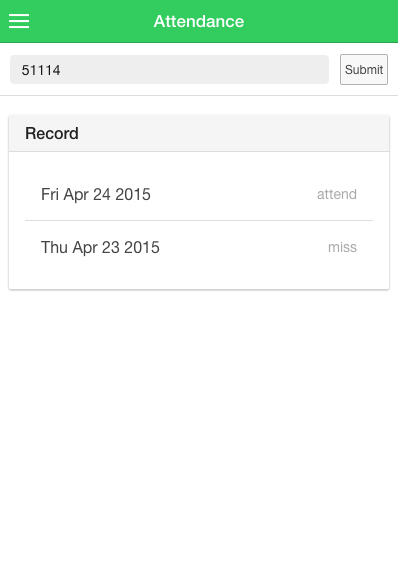 Attendance
51114 Submit
Record
Fri Apr 24 2015 attend
Thu Apr 23 2015 miss